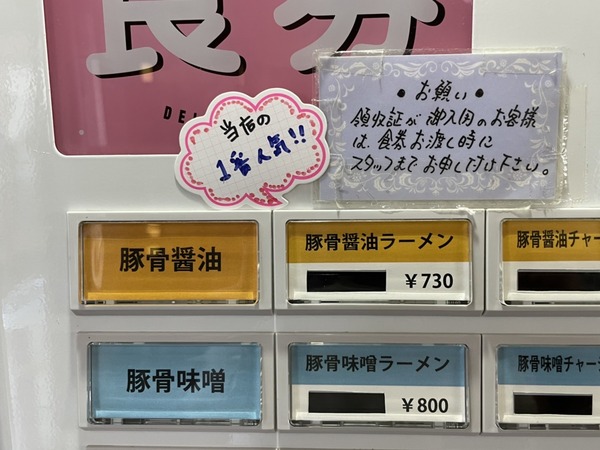 食券
DEL
当店の
1番人気!!
• お願い •
領収証が御入用のお客様
は、食券お渡し時に
スタッフまでお申し付け下さい。
豚骨醤油
豚骨醤油ラーメン
¥730
豚骨醤油チャー
豚骨味噌
豚骨味噌ラーメン
¥800
豚骨味噌チャー